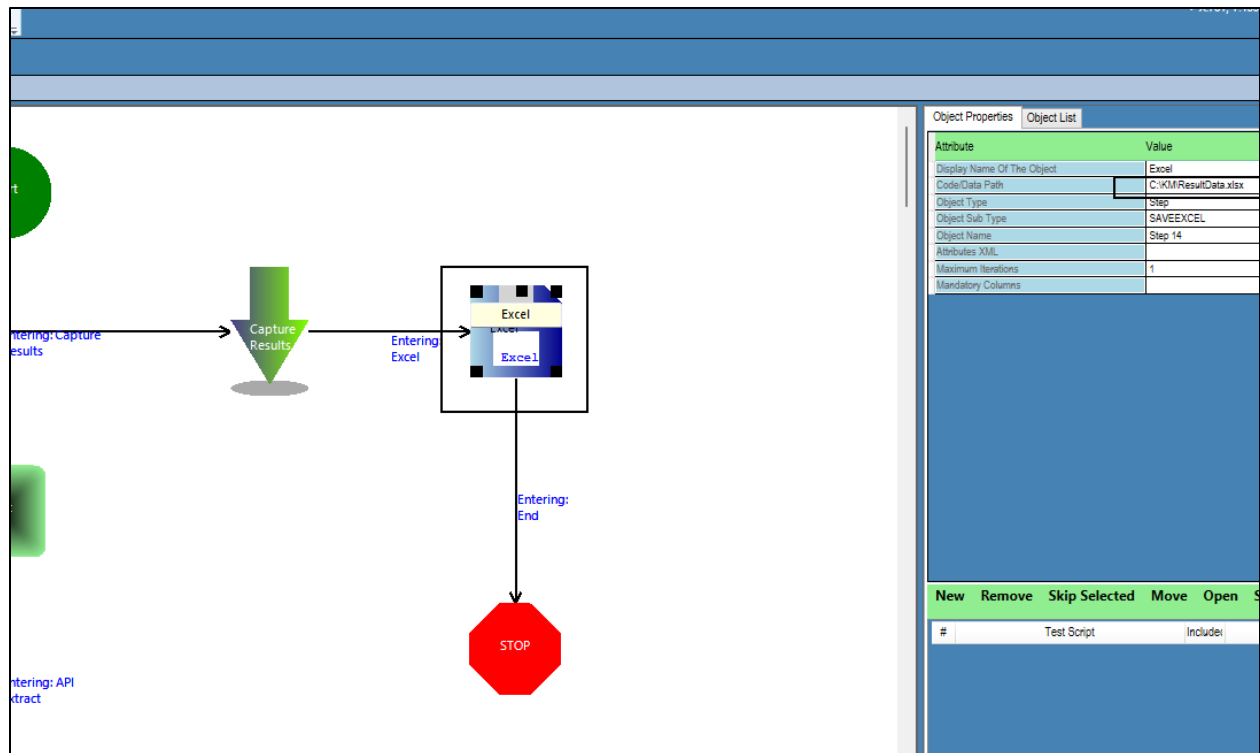 Object Properties Object List
Attribute Value
Display Name Of The Object Excel
Code/Data Path C:\KM\ResultData.xlsx
Object Type Step
Object Sub Type SAVEEXCEL
Object Name Step 14
Attributes XML
Maximum Iterations 1
Mandatory Columns
rt
ntering: Capture
esults
Capture
Results
Entering:
Excel
Excel
Excel
Excel
Entering:
End
STOP
ntering: API
xtract
New Remove Skip Selected Move Open S
# Test Script Include